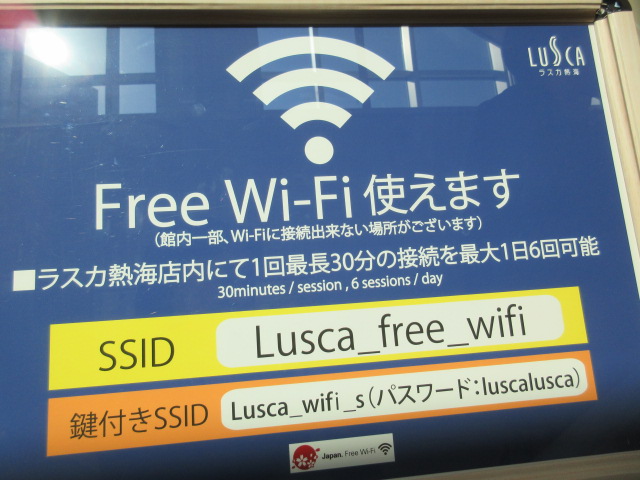 LUSCA
ラスカ熱海
Free Wi-Fi 使えます
(館内一部、Wi-Fiに接続出来ない場所がございます)
■ラスカ熱海店内にて1回最長30分の接続を最大1日6回可能
30minutes / session , 6 sessions / day
SSID Lusca_free_wifi
鍵付きSSID Lusca_wifi_s(パスワード:luscalusca)
Japan. Free Wi-Fi